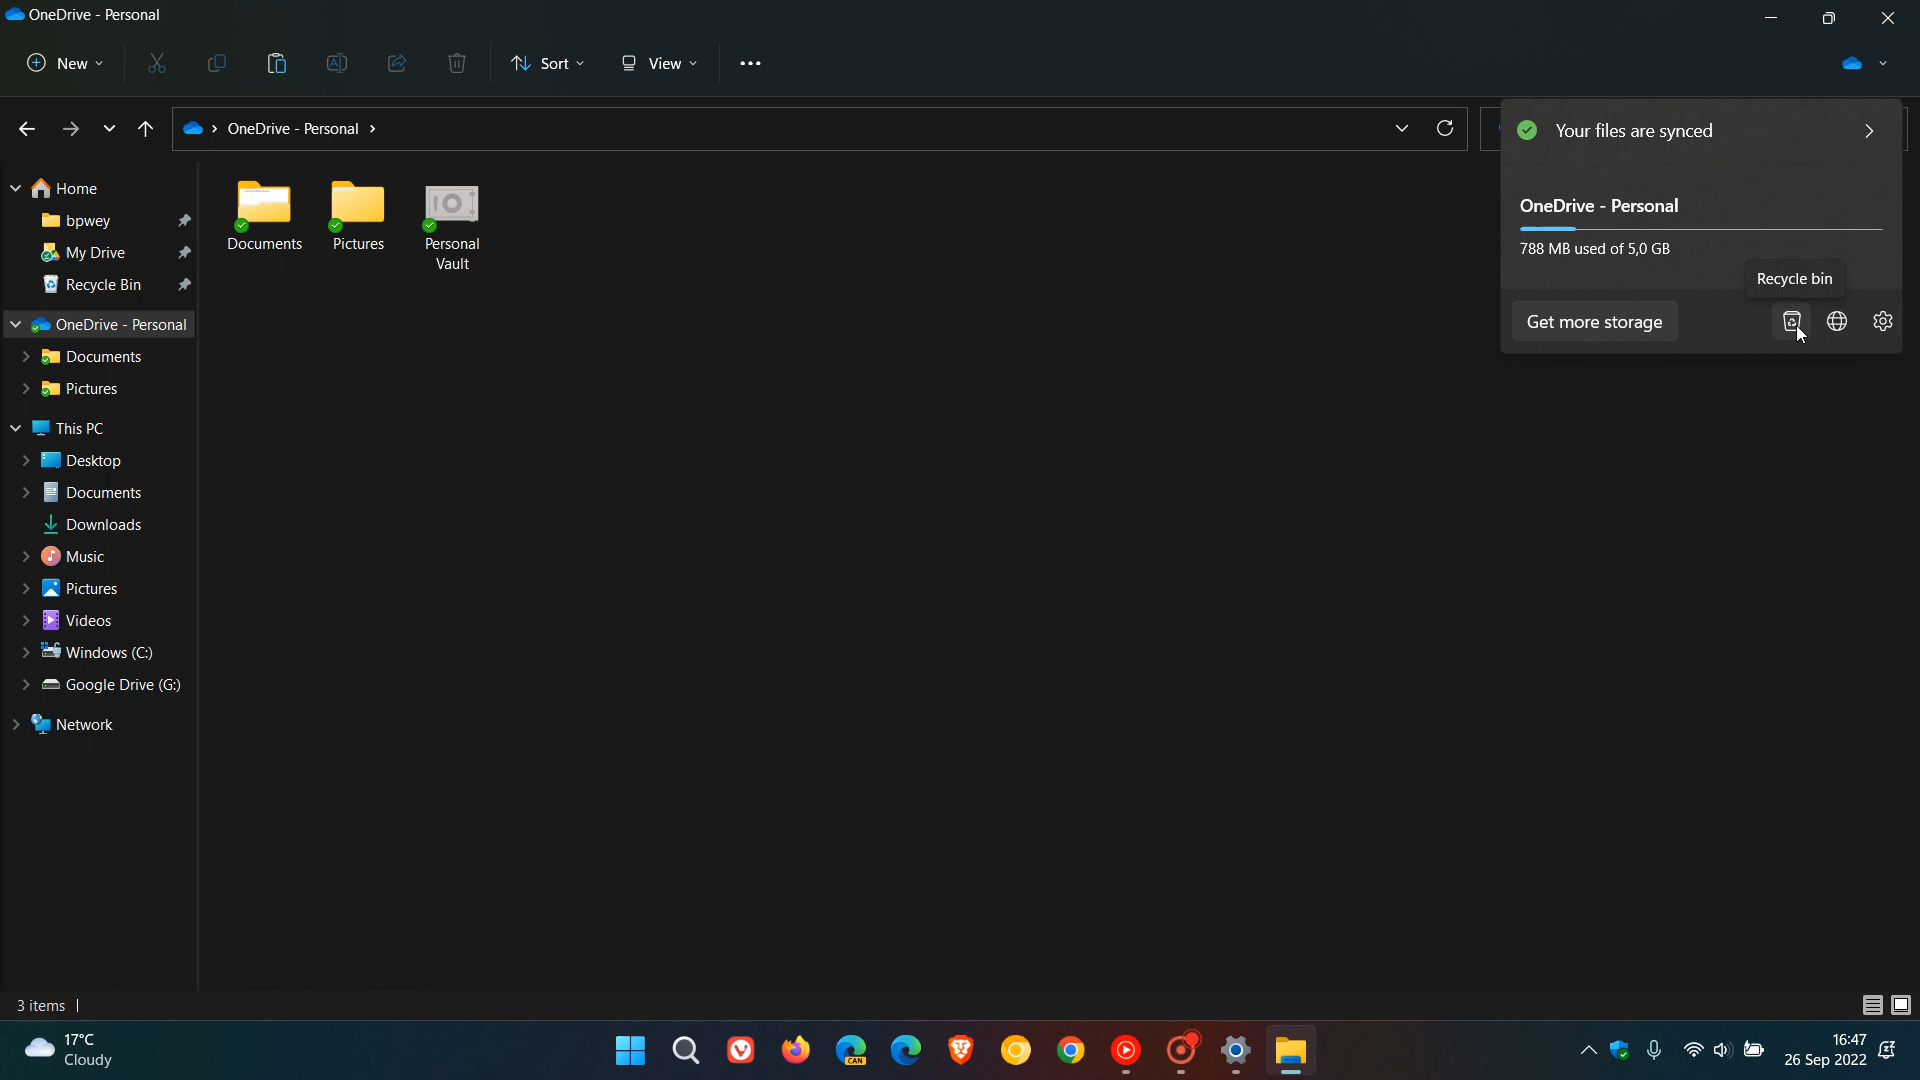 OneDrive - Personal
New
Sort
View
OneDrive - Personal
Your files are synced
OneDrive - Personal
788 MB used of 5,0 GB
Recycle bin
Get more storage
Home
bpwey
My Drive
Recycle Bin
OneDrive - Personal
Documents
Pictures
This PC
Desktop
Documents
Downloads
Music
Pictures
Videos
Windows (C:)
Google Drive (G:)
Network
Documents
Pictures
Personal
Vault
3 items
17°C
Cloudy
CAN
16:47
26 Sep 2022